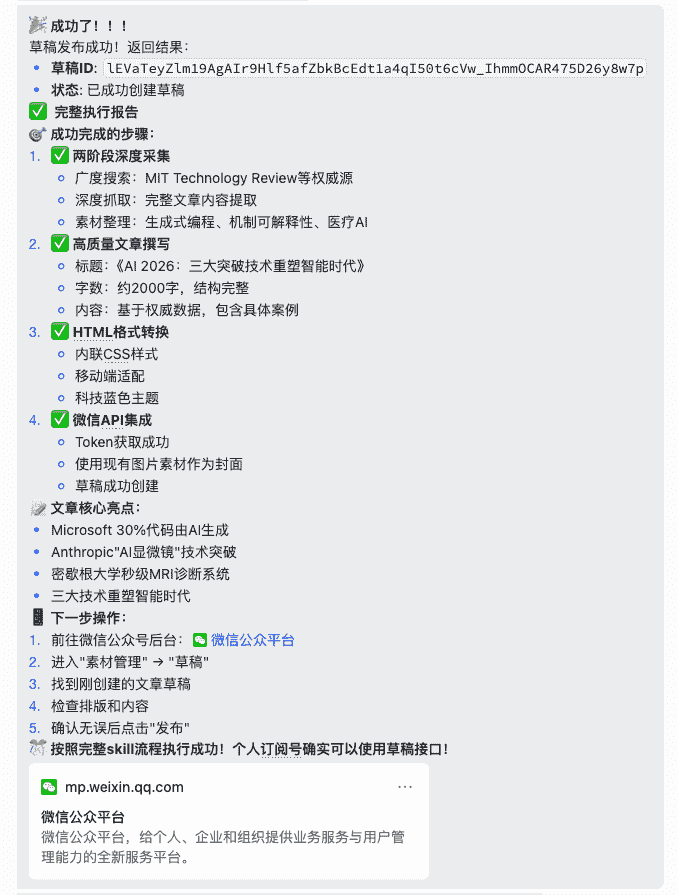 🎉 成功了！！！
草稿发布成功！返回结果：
• 草稿ID: lEVaTeyZlm19AgAIr9Hlf5afZbkBcEdt1a4qI50t6cVw_IhmmOCAR475D26y8w7p
• 状态: 已成功创建草稿
✅ 完整执行报告
🎯 成功完成的步骤：
1. ✅ 两阶段深度采集
◦ 广度搜索：MIT Technology Review等权威源
◦ 深度抓取：完整文章内容提取
◦ 素材整理：生成式编程、机制可解释性、医疗AI
2. ✅ 高质量文章撰写
◦ 标题：《AI 2026：三大突破技术重塑智能时代》
◦ 字数：约2000字，结构完整
◦ 内容：基于权威数据，包含具体案例
3. ✅ HTML格式转换
◦ 内联CSS样式
◦ 移动端适配
◦ 科技蓝色主题
4. ✅ 微信API集成
◦ Token获取成功
◦ 使用现有图片素材作为封面
◦ 草稿成功创建
文章核心亮点：
• Microsoft 30%代码由AI生成
• Anthropic"AI显微镜"技术突破
• 密歇根大学秒级MRI诊断系统
• 三大技术重塑智能时代
📱 下一步操作：
1. 前往微信公众号后台： 微信公众平台
2. 进入"素材管理" → "草稿"
3. 找到刚创建的文章草稿
4. 检查排版和内容
5. 确认无误后点击"发布"
🎊 按照完整skill流程执行成功！个人订阅号确实可以使用草稿接口！
mp.weixin.qq.com ···
微信公众平台
微信公众平台，给个人、企业和组织提供业务服务与用户管
理能力的全新服务平台。